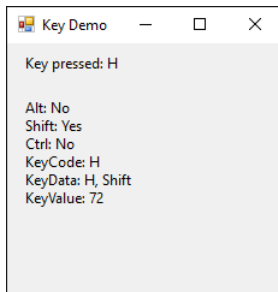 Key Demo
Key pressed: H
Alt: No
Shift: Yes
Ctrl: No
KeyCode: H
KeyData: H, Shift
KeyValue: 72